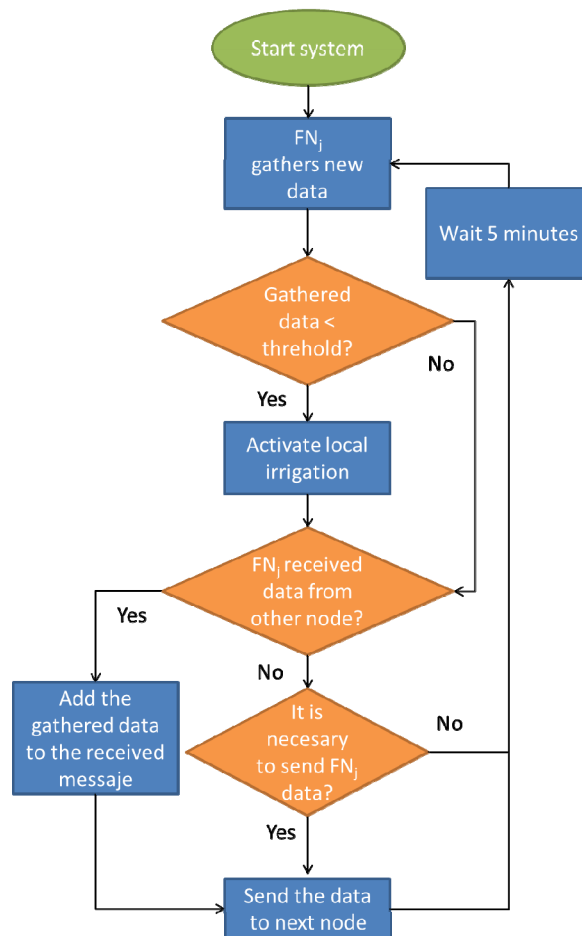 Start system
FNj
gathers new
data
Wait 5 minutes
Gathered
data <
threhold?
No
Yes
Activate local
irrigation
FNj received
data from
other node?
Yes
No
Add the
gathered data
to the received
messaje
It is
necesary
to send FNj
data?
No
Yes
Send the data
to next node